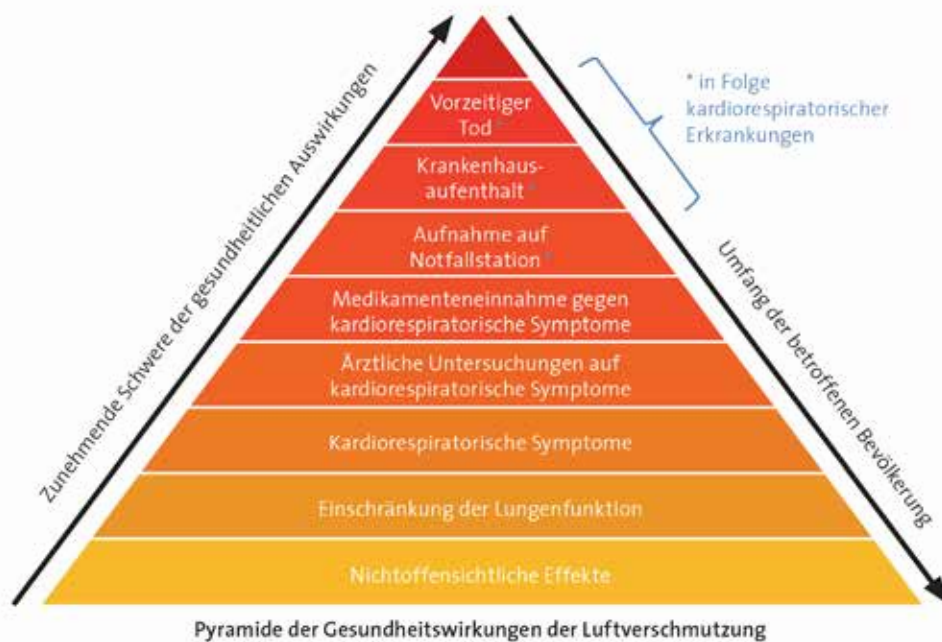 * in Folge
kardiorespiratorischer
Erkrankungen
Zunehmende Schwere der gesundheitlichen Auswirkungen
Umfang der betroffenen Bevölkerung
Vorzeitiger
Tod *
Krankenhaus-
aufenthalt *
Aufnahme auf
Notfallstation *
Medikamenteneinnahme gegen
kardiorespiratorische Symptome
Ärztliche Untersuchungen auf
kardiorespiratorische Symptome
Kardiorespiratorische Symptome
Einschränkung der Lungenfunktion
Nichtoffensichtliche Effekte
Pyramide der Gesundheitswirkungen der Luftverschmutzung